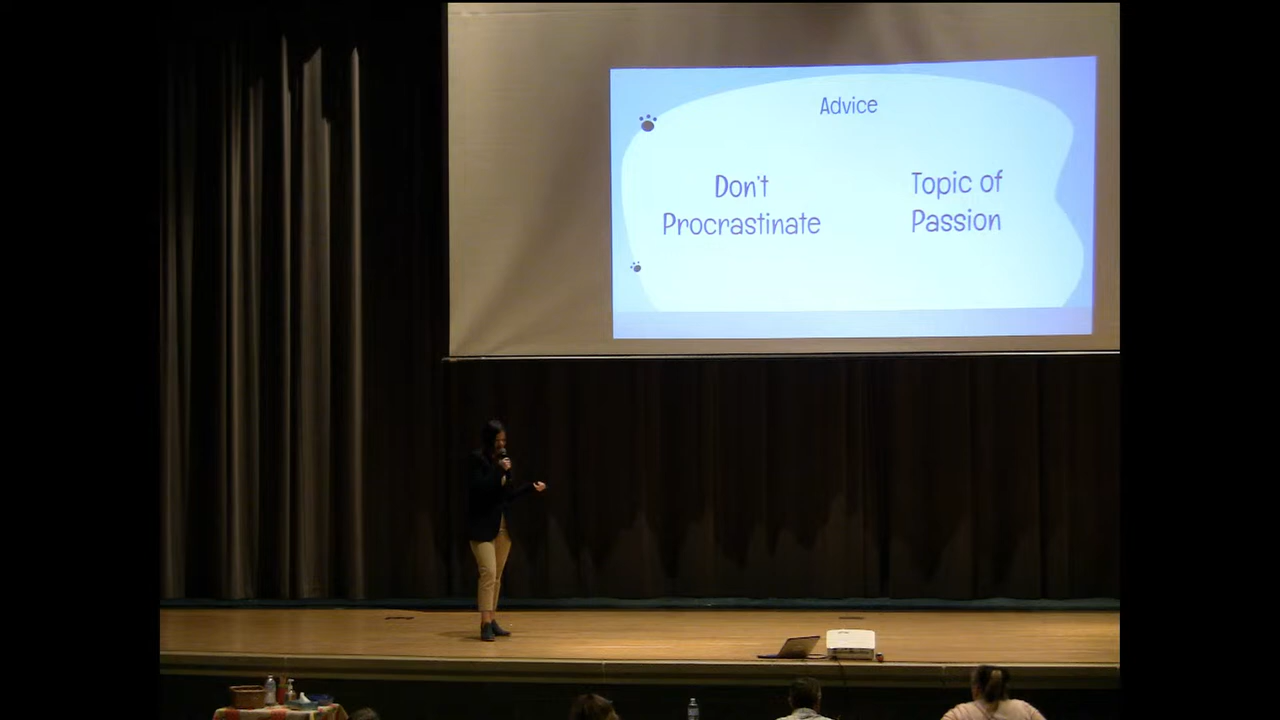 Advice
Don't
Procrastinate
Topic of
Passion